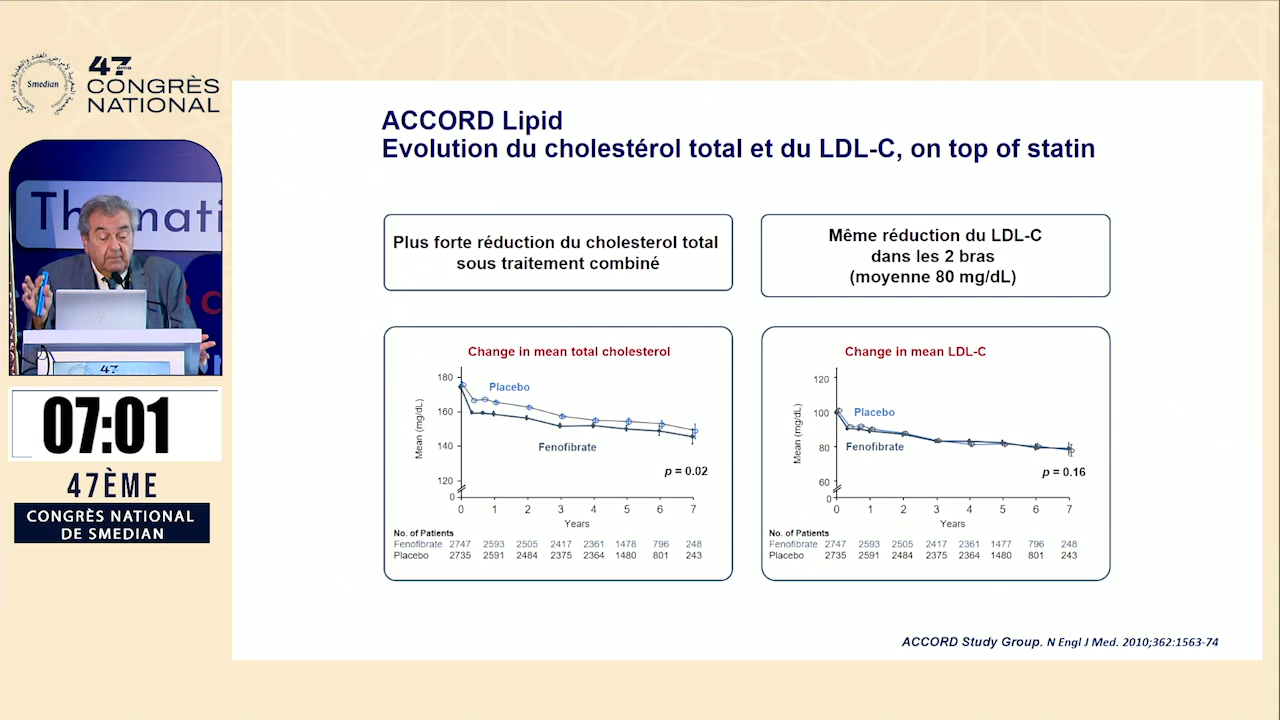 Smedian
47ème
CONGRÈS
NATIONAL
Th
mati
47
07:01
47ÈME
CONGRÈS NATIONAL
DE SMEDIAN
ACCORD Lipid
Evolution du cholestérol total et du LDL-C, on top of statin
Plus forte réduction du cholesterol total
sous traitement combiné
Même réduction du LDL-C
dans les 2 bras
(moyenne 80 mg/dL)
Change in mean total cholesterol
Mean (mg/dL)
180
160
140
120
0
Placebo
Fenofibrate
p = 0.02
0 1 2 3 4 5 6 7
Years
No. of Patients
Fenofibrate 2747 2593 2505 2417 2361 1478 796 248
Placebo 2735 2591 2484 2375 2364 1480 801 243
Change in mean LDL-C
Mean (mg/dL)
120
100
80
60
0
Placebo
Fenofibrate
p = 0.16
0 1 2 3 4 5 6 7
Years
No. of Patients
Fenofibrate 2747 2593 2505 2417 2361 1477 796 248
Placebo 2735 2591 2484 2375 2364 1480 801 243
ACCORD Study Group. N Engl J Med. 2010;362:1563-74